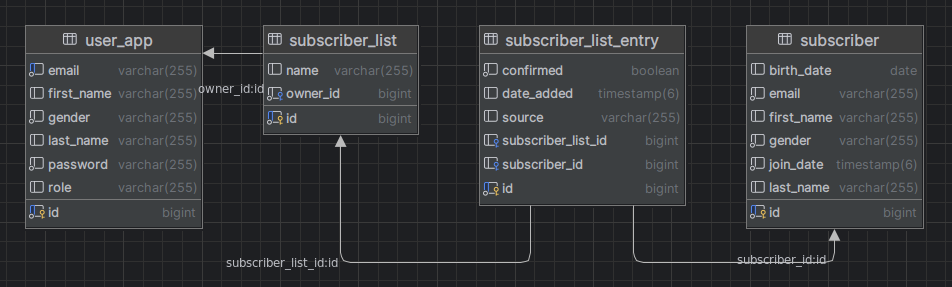 user_app
email varchar(255)
first_name varchar(255)
gender varchar(255)
last_name varchar(255)
password varchar(255)
role varchar(255)
id bigint
owner_id:id
subscriber_list
name varchar(255)
owner_id bigint
id bigint
subscriber_list_entry
confirmed boolean
date_added timestamp(6)
source varchar(255)
subscriber_list_id bigint
subscriber_id bigint
id bigint
subscriber
birth_date date
email varchar(255)
first_name varchar(255)
gender varchar(255)
join_date timestamp(6)
last_name varchar(255)
id bigint
subscriber_list_id:id
subscriber_id:id